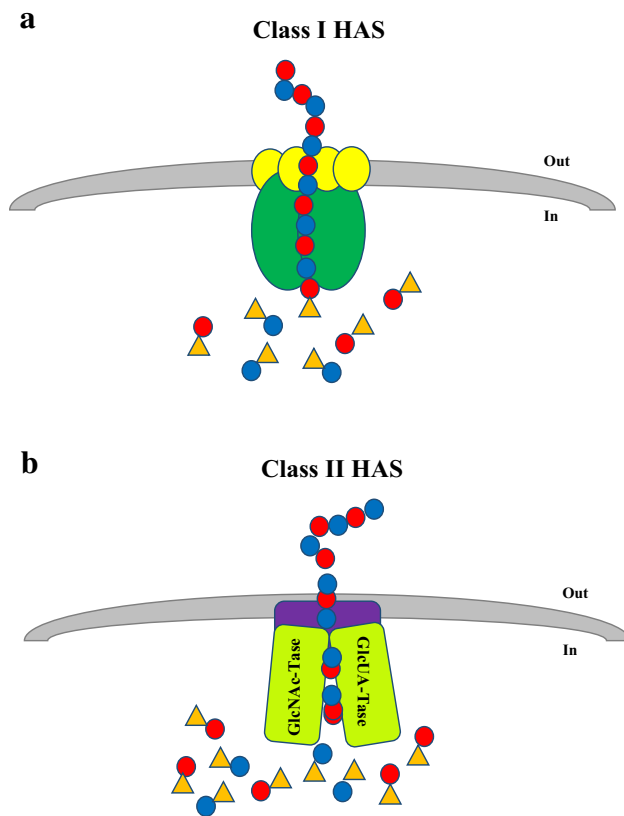 a
Class I HAS
Out
In
b
Class II HAS
Out
In
GlcNAc-Tase
GlcUA-Tase